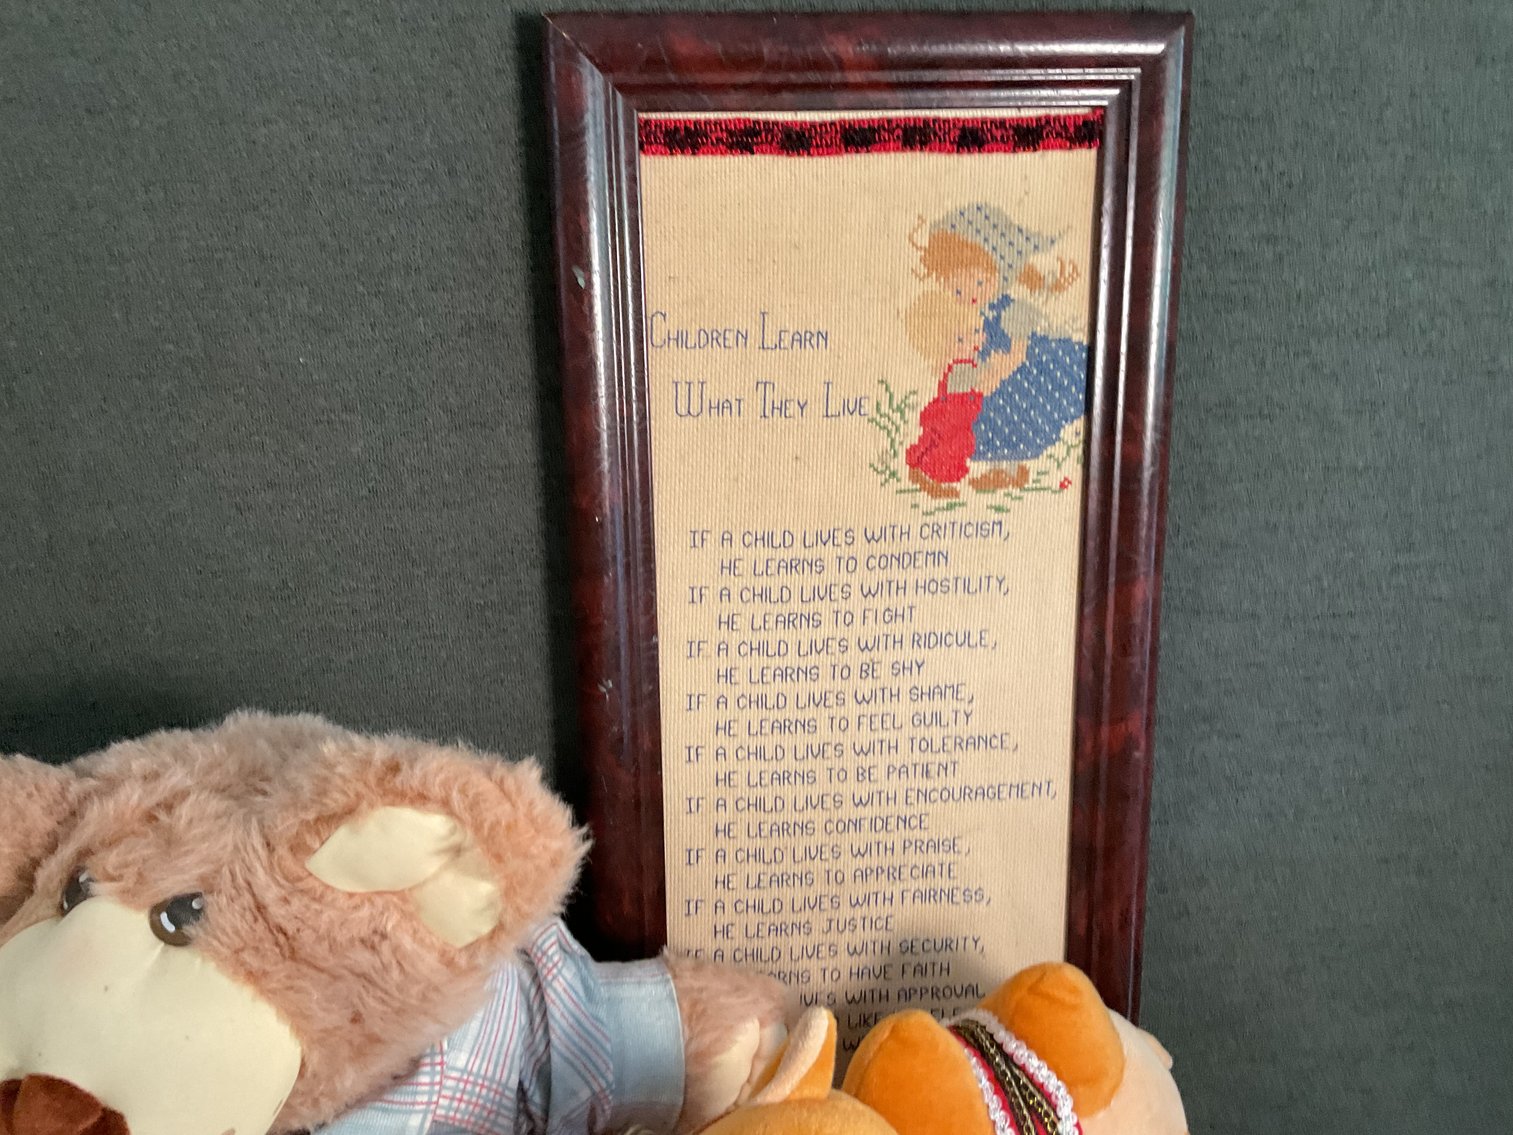 CHILDREN LEARN
WHAT THEY LIVE
IF A CHILD LIVES WITH CRITICISM,
HE LEARNS TO CONDEMN
IF A CHILD LIVES WITH HOSTILITY,
HE LEARNS TO FIGHT
IF A CHILD LIVES WITH RIDICULE,
HE LEARNS TO BE SHY
IF A CHILD LIVES WITH SHAME,
HE LEARNS TO FEEL GUILTY
IF A CHILD LIVES WITH TOLERANCE,
HE LEARNS TO BE PATIENT
IF A CHILD LIVES WITH ENCOURAGEMENT,
HE LEARNS CONFIDENCE
IF A CHILD LIVES WITH PRAISE,
HE LEARNS TO APPRECIATE
IF A CHILD LIVES WITH FAIRNESS,
HE LEARNS JUSTICE
IF A CHILD LIVES WITH SECURITY,
TO HAVE FAITH
WITH APPROVAL
LIKE